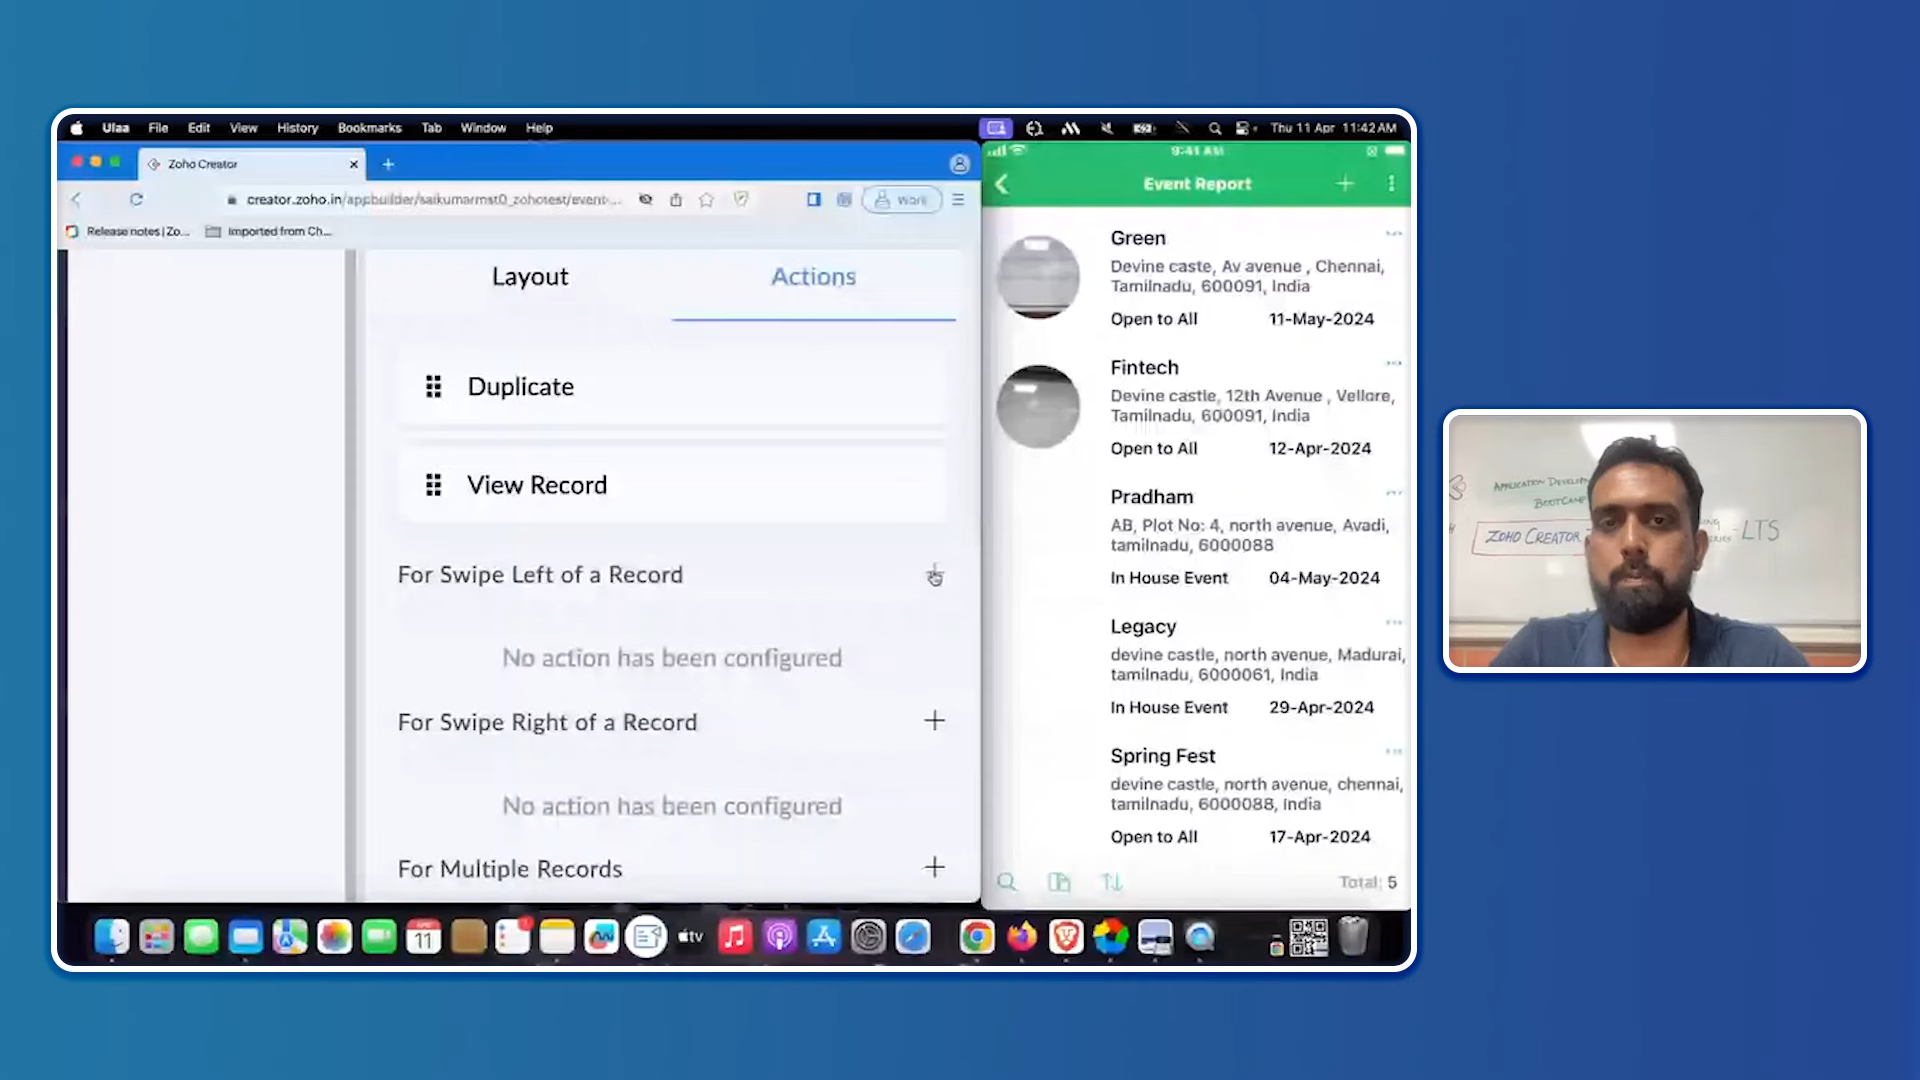 Ulaa File Edit View History Bookmarks Tab Window Help
Thu 11 Apr 11:42 AM
Zoho Creator
creator.zoho.in/appbuilder/saikumarmst0_zohotest/event-...
Work
Release notes | Zo...
Imported from Ch...
Layout
Actions
Duplicate
View Record
For Swipe Left of a Record
No action has been configured
For Swipe Right of a Record
No action has been configured
For Multiple Records
9:41 AM
Event Report
Green
Devine caste, Av avenue , Chennai,
Tamilnadu, 600091, India
Open to All 11-May-2024
Fintech
Devine castle, 12th Avenue , Vellore,
Tamilnadu, 600091, India
Open to All 12-Apr-2024
Pradham
AB, Plot No: 4, north avenue, Avadi,
tamilnadu, 6000088
In House Event 04-May-2024
Legacy
devine castle, north avenue, Madurai,
tamilnadu, 6000061, India
In House Event 29-Apr-2024
Spring Fest
devine castle, north avenue, chennai,
tamilnadu, 6000088, India
Open to All 17-Apr-2024
Total: 5
11
tv
APPLICATION
BOOTCAMP
ZOHO CREATOR
LTS